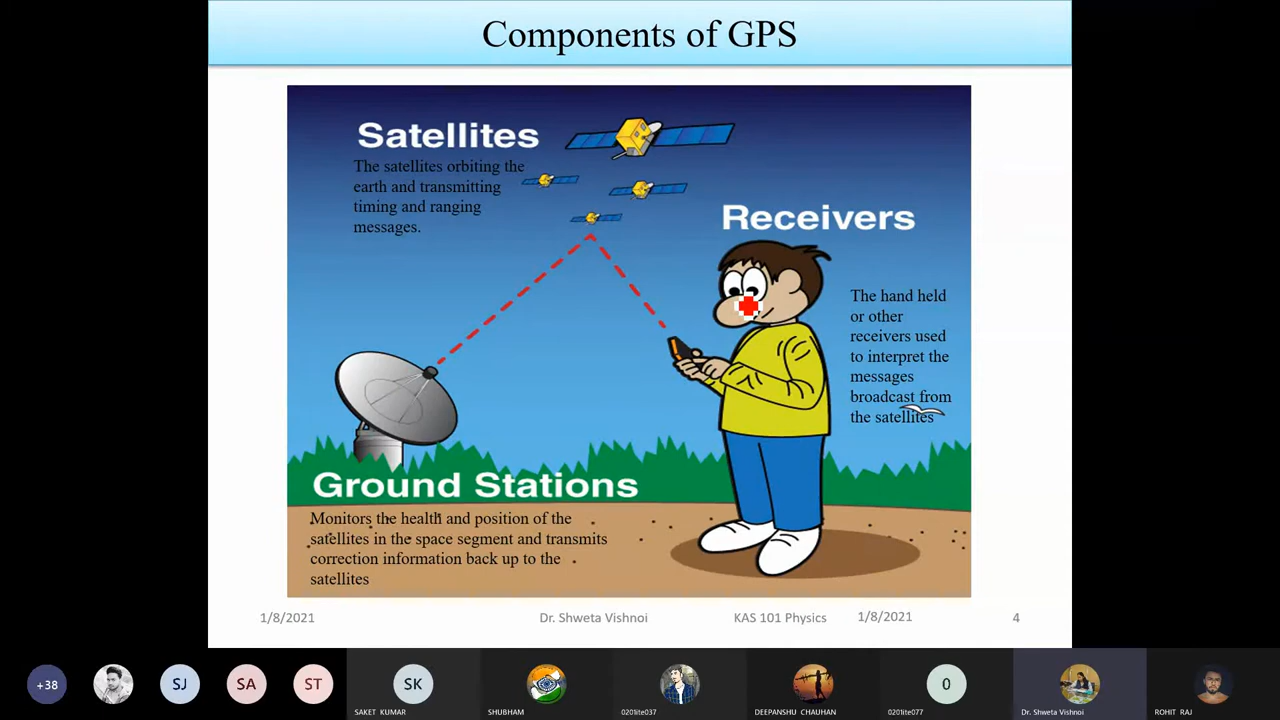 Components of GPS
Satellites
The satellites orbiting the
earth and transmitting
timing and ranging
messages.
Receivers
The hand held
or other
receivers used
to interpret the
messages
broadcast from
the satellites
Ground Stations
Monitors the health and position of the
satellites in the space segment and transmits
correction information back up to the
satellites
1/8/2021
Dr. Shweta Vishnoi
KAS 101 Physics
1/8/2021
4
+38
SJ
SA
ST
SK
0
SAKET KUMAR
SHUBHAM
0201ite037
DEEPANSHU CHAUHAN
0201ite077
Dr. Shweta Vishnoi
ROHIT RAJ